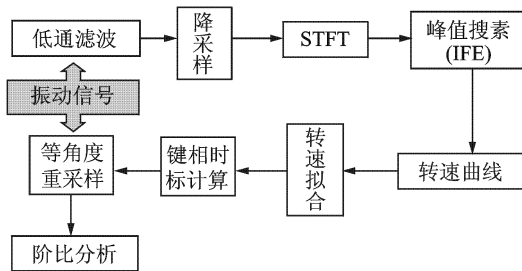 低通滤波
降采样
STFT
峰值搜素
(IFE)
振动信号
等角度
重采样
键相时
标计算
转速拟合
转速曲线
阶比分析